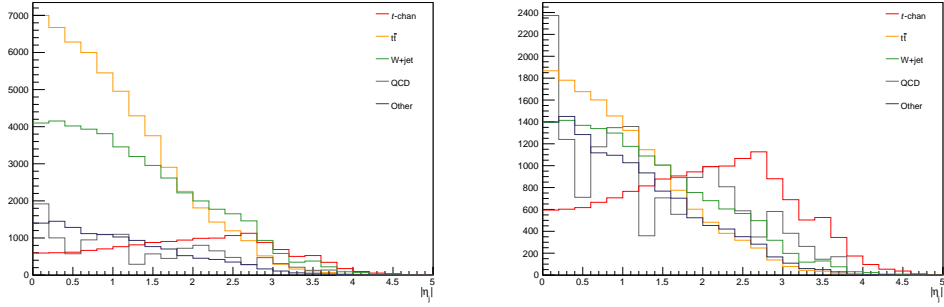 7000
6000
5000
4000
3000
2000
1000
0
0 0.5 1 1.5 2 2.5 3 3.5 4 4.5 5
|ηj|
t-chan
tt̄
W+jet
QCD
Other
2400
2200
2000
1800
1600
1400
1200
1000
800
600
400
200
0
0 0.5 1 1.5 2 2.5 3 3.5 4 4.5 5
|ηj|
t-chan
tt̄
W+jet
QCD
Other